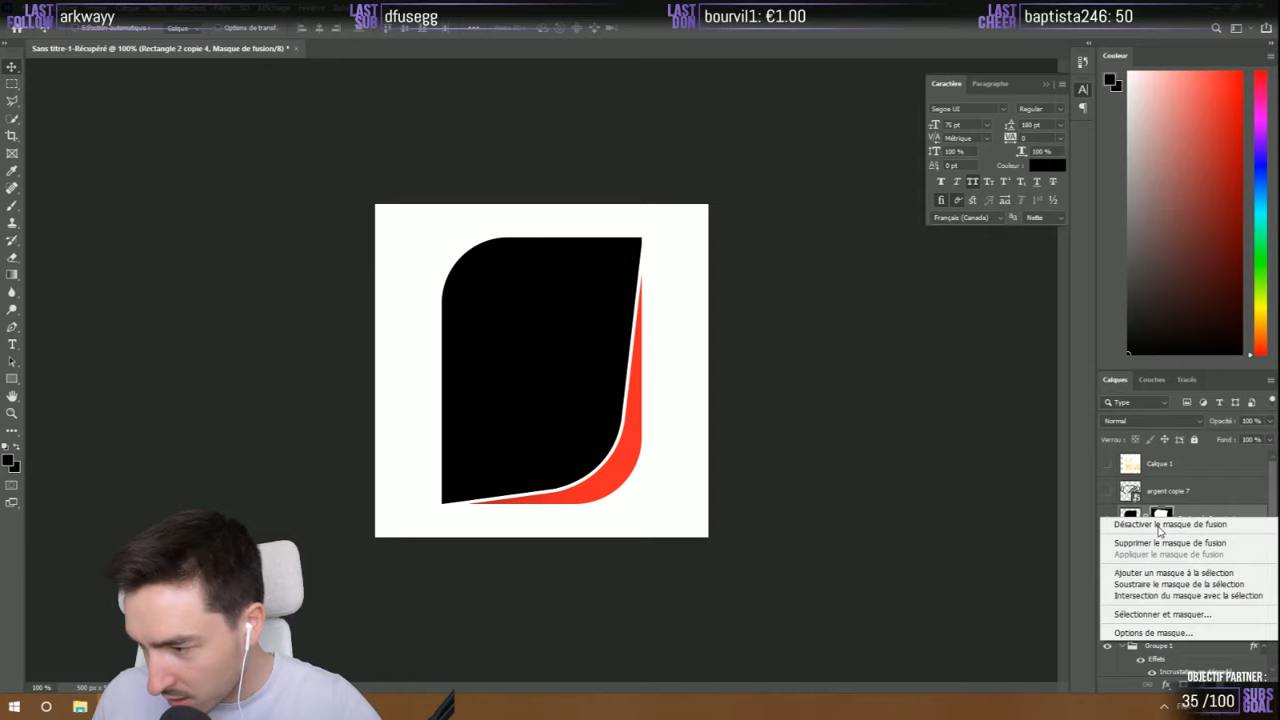 LAST FOLLOW arkwayy
LAST SUB dfusegg
LAST DON bourvil1: €1.00
LAST CHEER baptista246: 50
Options de transf.
Sans titre-1-Récupéré @ 100% (Rectangle 2 copie 4, Masque de fusion/8) *
Couleur
Caractère Paragraphe
Segoe UI Regular
75 pt 180 pt
Métrique 0
100 % 100 %
0 pt Couleur :
Français (Canada) Nette
Calques Couches Tracés
Type
Normal Opacité : 100 %
Verrou : Fond : 100 %
Calque 1
argent copie 7
Désactiver le masque de fusion
Supprimer le masque de fusion
Appliquer le masque de fusion
Ajouter un masque à la sélection
Soustraire le masque de la sélection
Intersection du masque avec la sélection
Sélectionner et masquer...
Options de masque...
Groupe 1 fx
Effets
100 %
OBJECTIF PARTNER :
35 /100 SUBS GOAL